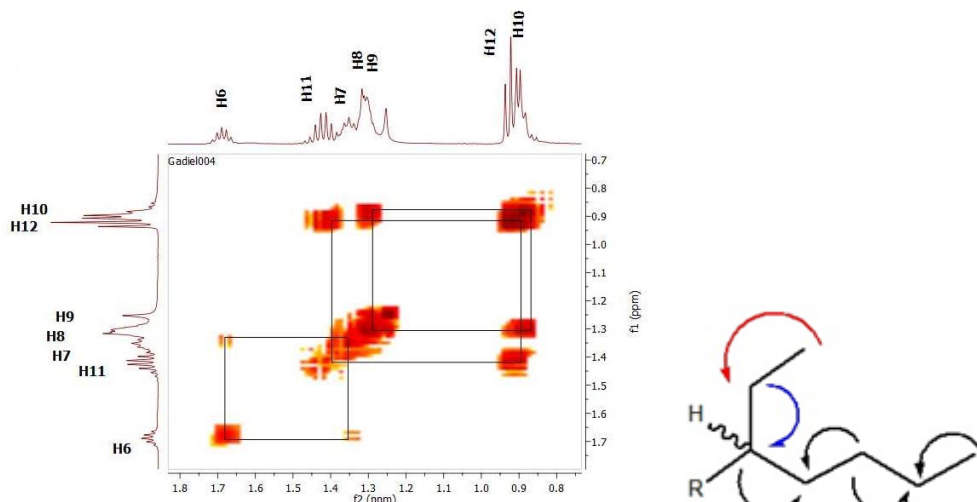 H6
H11
H7
H8
H9
H12
H10
Gadiel004
H10
H12
H9
H8
H7
H11
H6
0.7
0.8
0.9
1.0
1.1
1.2
1.3
1.4
1.5
1.6
1.7
f1 (ppm)
1.8 1.7 1.6 1.5 1.4 1.3 1.2 1.1 1.0 0.9 0.8
f2 (ppm)
H
R